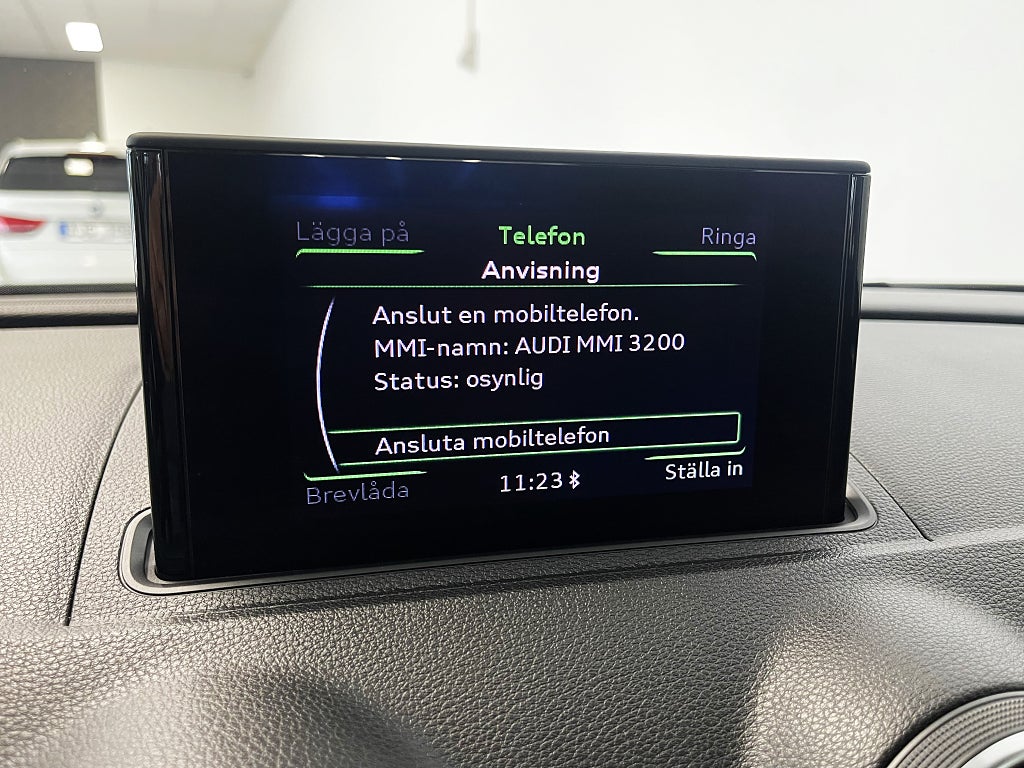 Lägga på Telefon Ringa
Anvisning
Anslut en mobiltelefon.
MMI-namn: AUDI MMI 3200
Status: osynlig
Ansluta mobiltelefon
Brevlåda 11:23 Ställa in